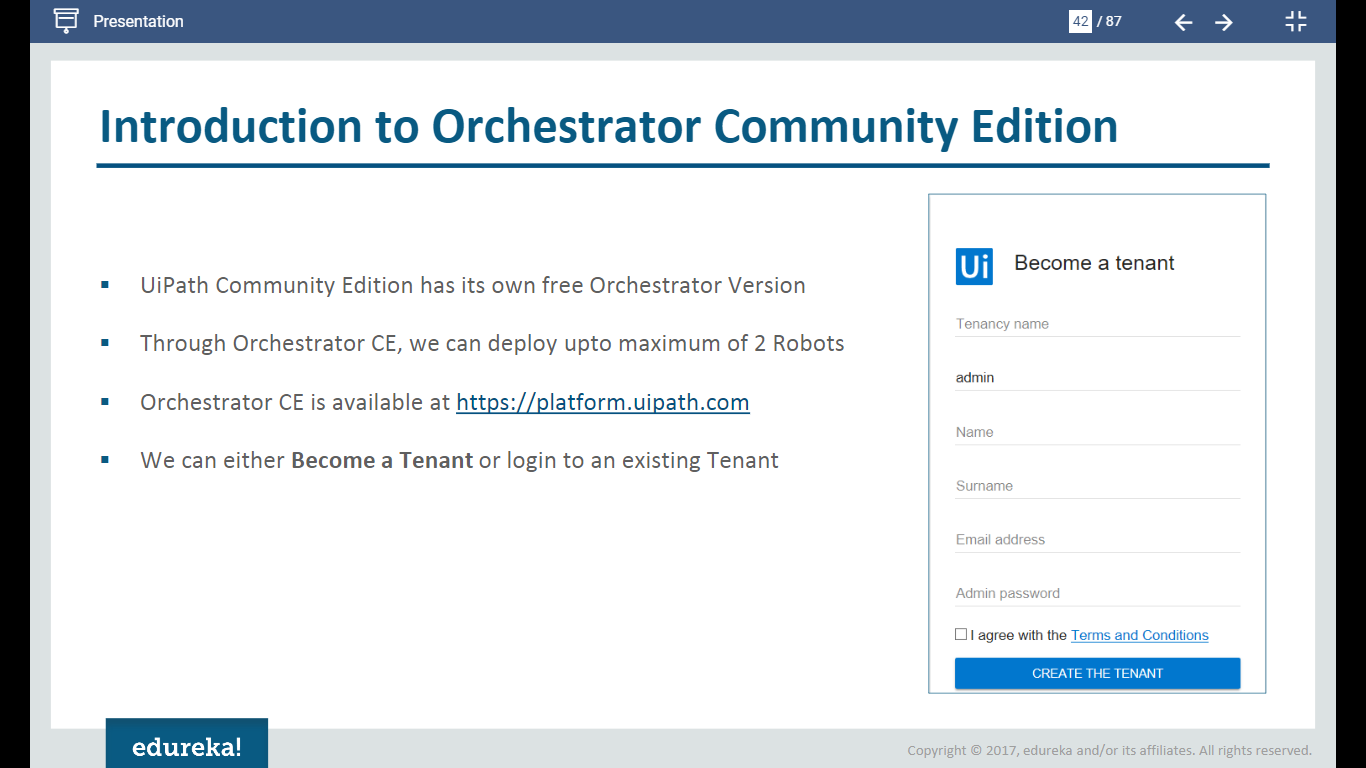 Presentation
42 / 87
Introduction to Orchestrator Community Edition
▪ UiPath Community Edition has its own free Orchestrator Version
▪ Through Orchestrator CE, we can deploy upto maximum of 2 Robots
▪ Orchestrator CE is available at https://platform.uipath.com
▪ We can either Become a Tenant or login to an existing Tenant
Ui Become a tenant
Tenancy name
admin
Name
Surname
Email address
Admin password
I agree with the Terms and Conditions
CREATE THE TENANT
edureka!
Copyright © 2017, edureka and/or its affiliates. All rights reserved.